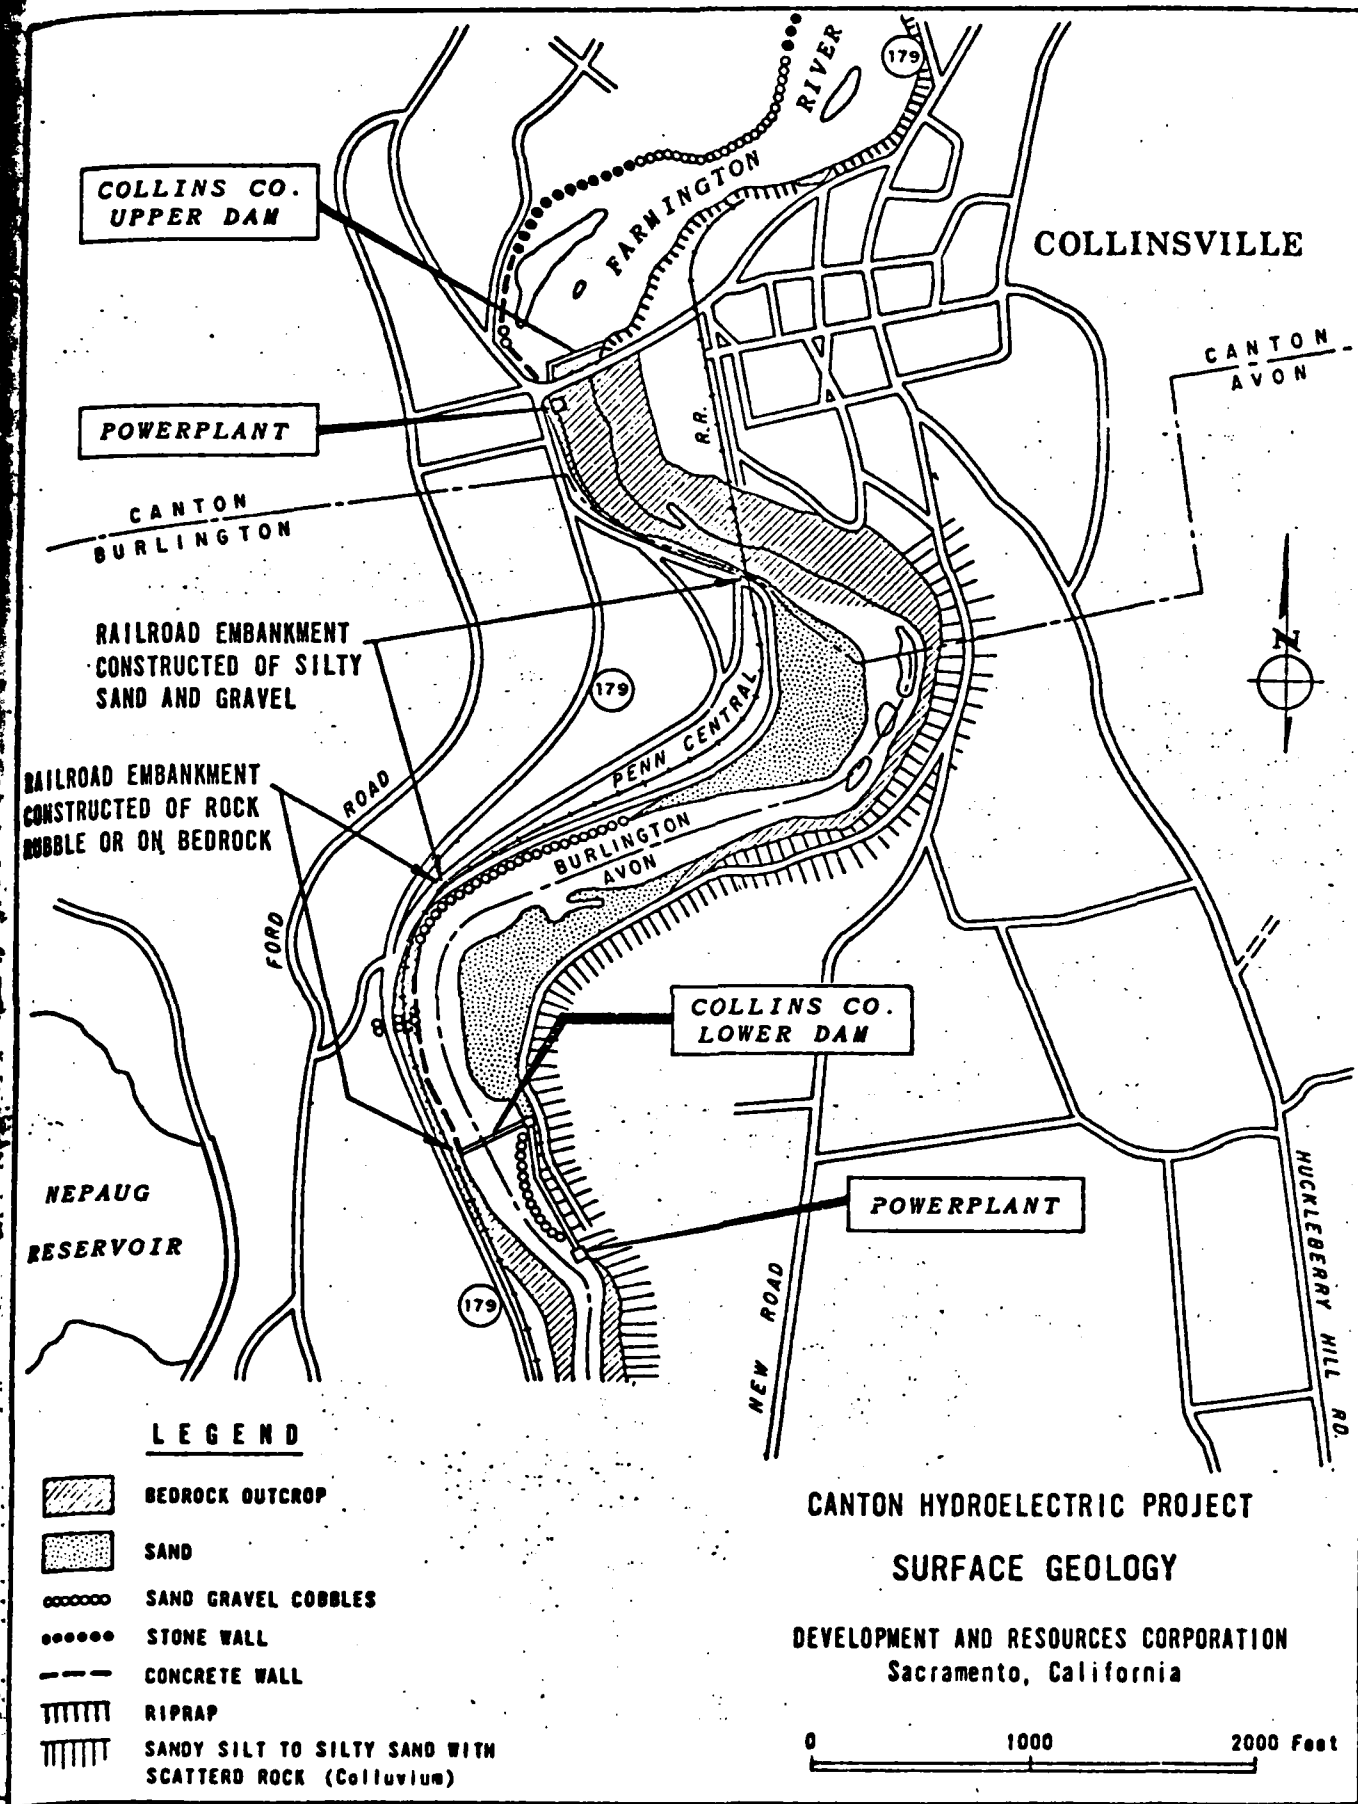 RIVER
179
FARMINGTON
COLLINS CO.
UPPER DAM
COLLINSVILLE
CANTON
AVON
POWERPLANT
R.R.
CANTON
BURLINGTON
RAILROAD EMBANKMENT
CONSTRUCTED OF SILTY
SAND AND GRAVEL
N
179
PENN CENTRAL
RAILROAD EMBANKMENT
CONSTRUCTED OF ROCK
RUBBLE OR ON BEDROCK
FORD ROAD
BURLINGTON
AVON
COLLINS CO.
LOWER DAM
NEPAUG
RESERVOIR
POWERPLANT
179
NEW ROAD
HUCKLEBERRY HILL RD.
LEGEND
BEDROCK OUTCROP
SAND
SAND GRAVEL COBBLES
STONE WALL
CONCRETE WALL
RIPRAP
SANDY SILT TO SILTY SAND WITH
SCATTERD ROCK (Colluvium)
CANTON HYDROELECTRIC PROJECT
SURFACE GEOLOGY
DEVELOPMENT AND RESOURCES CORPORATION
Sacramento, California
0 1000 2000 Feet